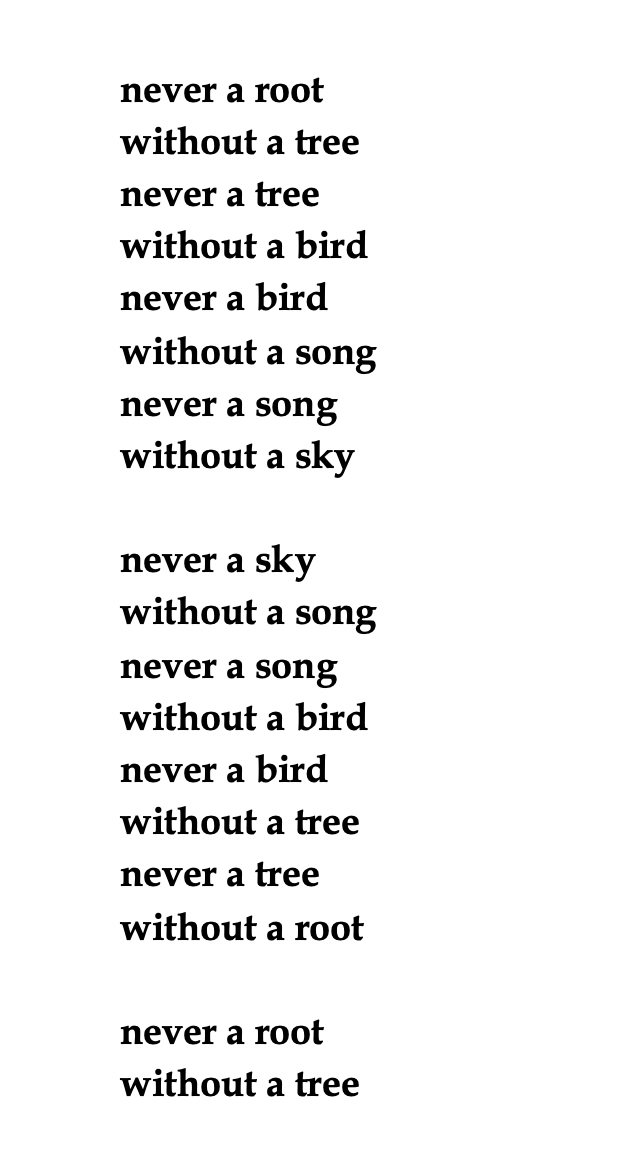 never a root
without a tree
never a tree
without a bird
never a bird
without a song
never a song
without a sky

never a sky
without a song
never a song
without a bird
never a bird
without a tree
never a tree
without a root

never a root
without a tree